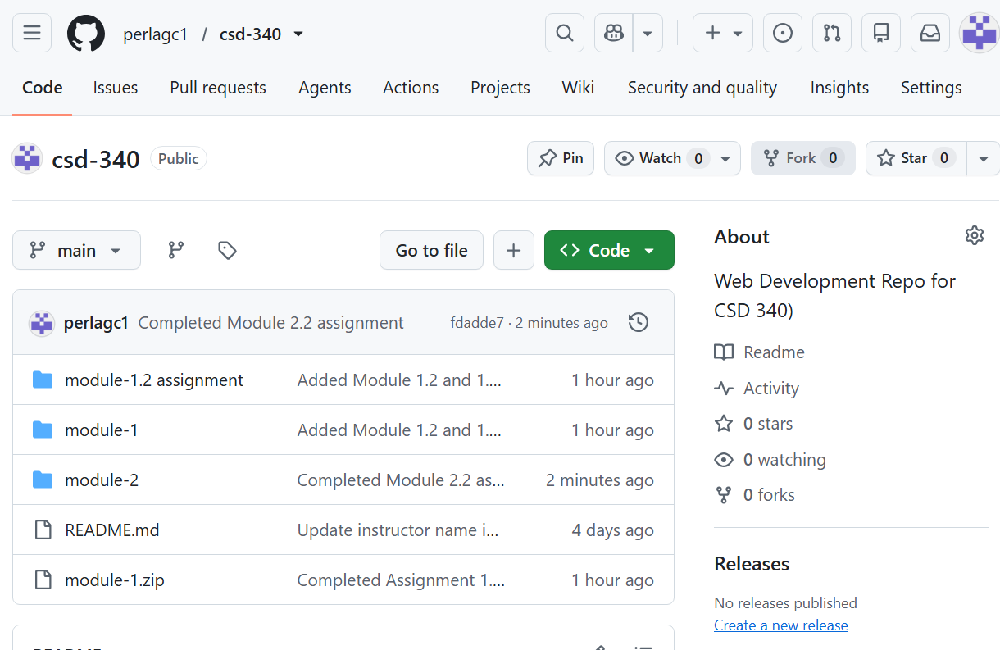 perlagc1 / csd-340
Code Issues Pull requests Agents Actions Projects Wiki Security and quality Insights Settings
csd-340 Public Pin Watch 0 Fork 0 Star 0
main Go to file Code
perlagc1 Completed Module 2.2 assignment fdadde7 · 2 minutes ago
module-1.2 assignment Added Module 1.2 and 1.... 1 hour ago
module-1 Added Module 1.2 and 1.... 1 hour ago
module-2 Completed Module 2.2 as... 2 minutes ago
README.md Update instructor name i... 4 days ago
module-1.zip Completed Assignment 1.... 1 hour ago
About
Web Development Repo for
CSD 340)
Readme
Activity
0 stars
0 watching
0 forks
Releases
No releases published
Create a new release